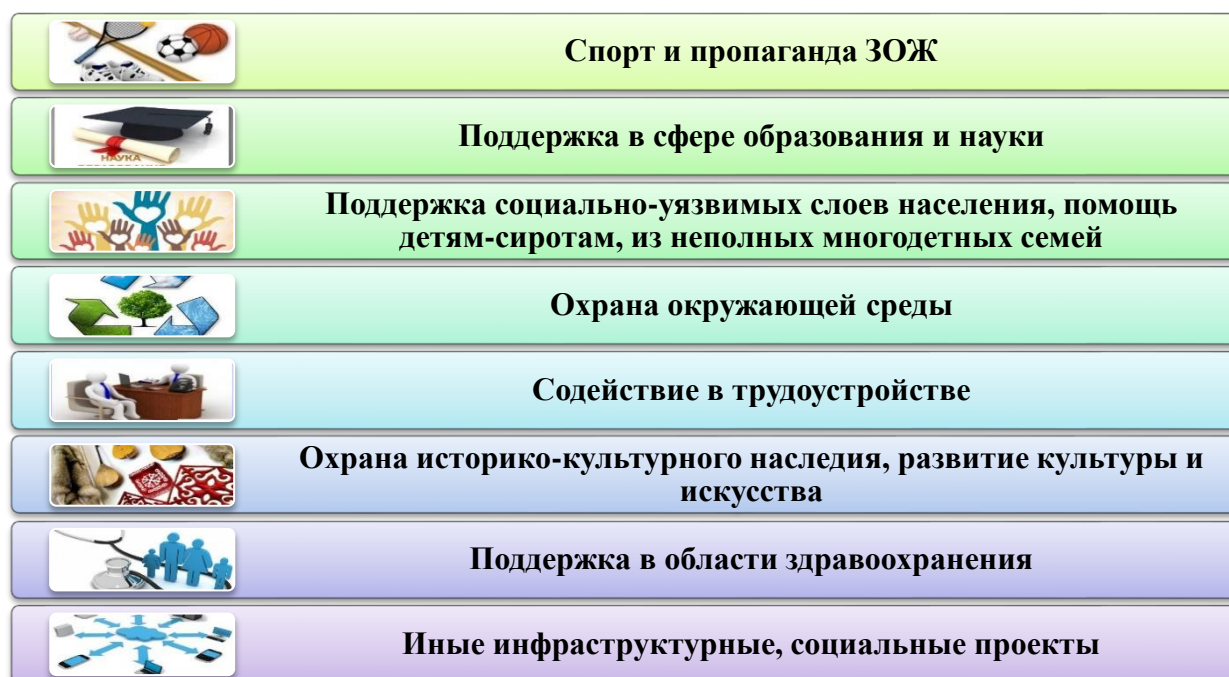 Спорт и пропаганда ЗОЖ
Поддержка в сфере образования и науки
НАУКА
Поддержка социально-уязвимых слоев населения, помощь
детям-сиротам, из неполных многодетных семей
Охрана окружающей среды
Содействие в трудоустройстве
Охрана историко-культурного наследия, развитие культуры и
искусства
Поддержка в области здравоохранения
Иные инфраструктурные, социальные проекты